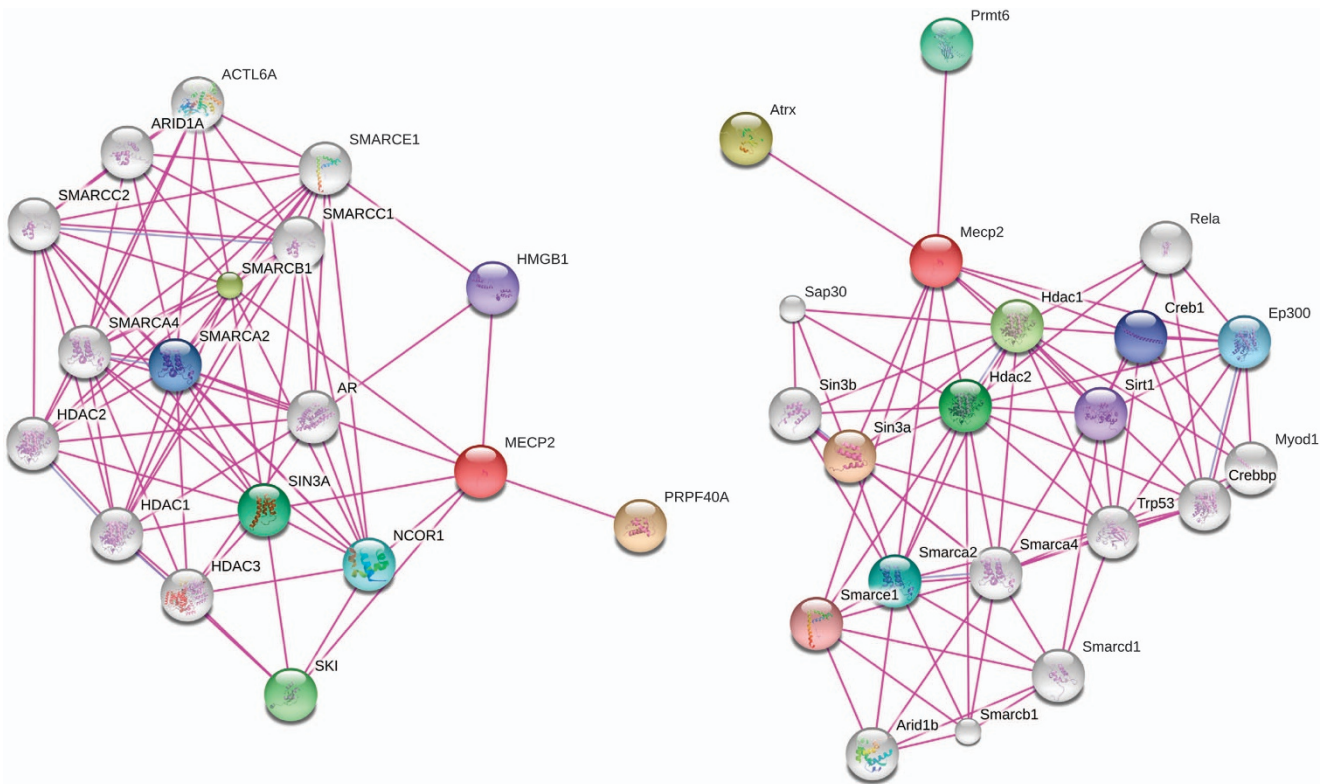 ACTL6A
ARID1A
SMARCE1
SMARCC2
SMARCC1
HMGB1
SMARCB1
SMARCA4
SMARCA2
AR
HDAC2
MECP2
SIN3A
HDAC1
NCOR1
PRPF40A
HDAC3
SKI
Prmt6
Atrx
Rela
Mecp2
Sap30
Hdac1
Creb1
Ep300
Hdac2
Sirt1
Sin3b
Sin3a
Myod1
Crebbp
Trp53
Smarca2
Smarca4
Smarce1
Smarcd1
Smarcb1
Arid1b